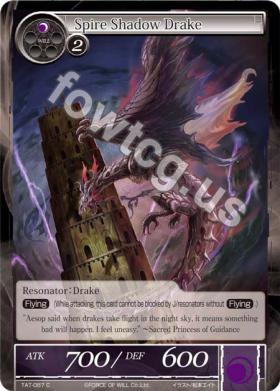 Spire Shadow Drake
WILL
2
fowtcg.us
Resonator: Drake
Flying (While attacking, this card cannot be blocked by J/resonators without Flying.)
"Aesop said when drakes take flight in the night sky, it means something
bad will happen. I feel uneasy." ~Sacred Princess of Guidance
ATK 700 / DEF 600
TAT-087 C ©FORCE OF WILL Co.Ltd.